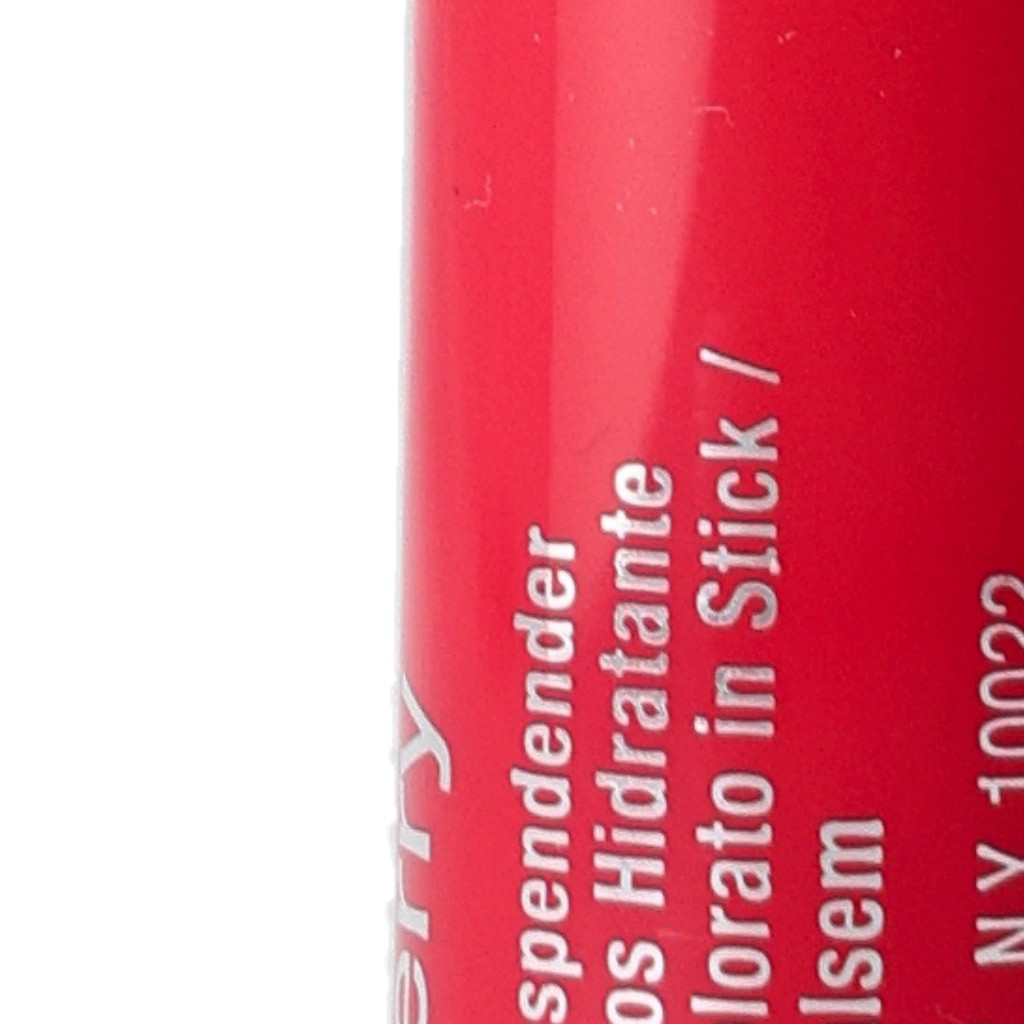 erry
spendender
os Hidratante
lorato in Stick /
lsem
N Y 10022